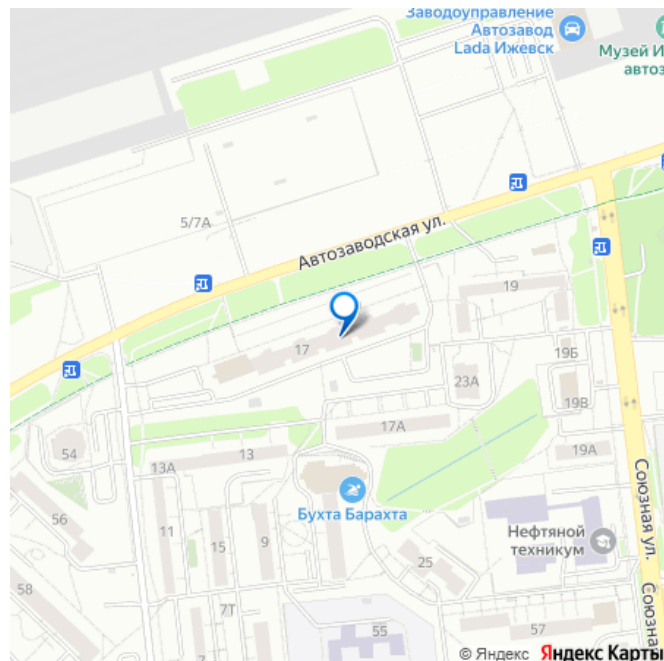 Заводоуправление
Автозавод
Lada Ижевск
Музей И
автоз
5/7А
Автозаводская ул.
19
17
19Б
23А
19В
17А
54
13А
13
19А
Союзная ул.
Бухта Барахта
56
11
15
9
Нефтяной
техникум
25
58
7Т
55
57
Союзна
© Яндекс Яндекс Карты